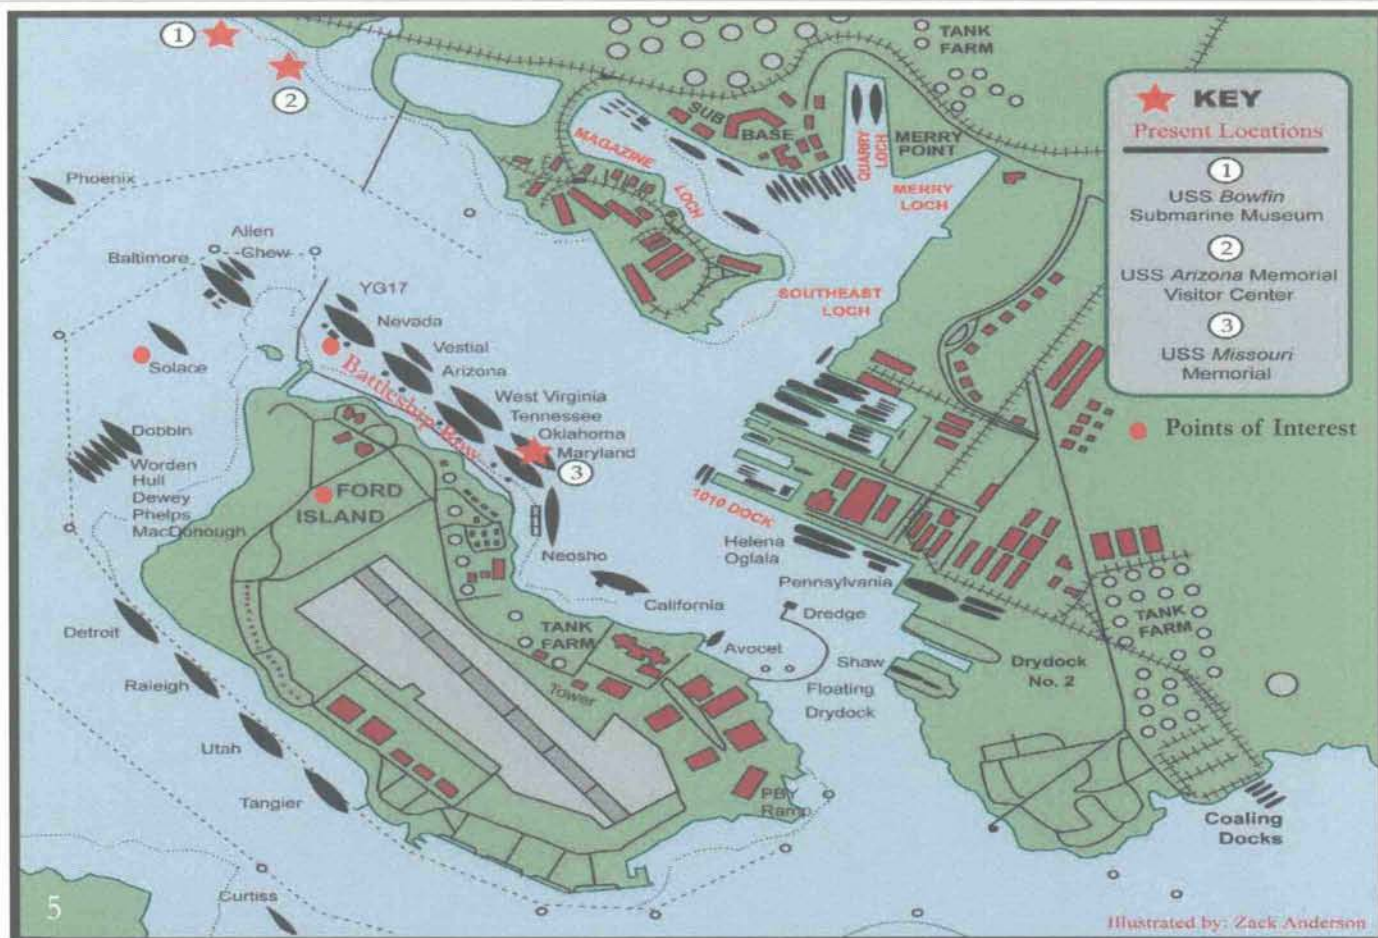 1
2
TANK
FARM
SUB
BASE
MAGAZINE
LOCH
QUARRY
LOCH
MERRY
POINT
MERRY
LOCH
SOUTHEAST
LOCH
KEY
Present Locations
1
USS Bowfin
Submarine Museum
2
USS Arizona Memorial
Visitor Center
3
USS Missouri
Memorial
Points of Interest
Phoenix
Allen
Chew
Baltimore
YG17
Nevada
Vestial
Arizona
West Virginia
Tennessee
Oklahoma
Maryland
3
Battleship Row
Solace
Dobbin
Worden
Hull
Dewey
Phelps
MacDonough
FORD
ISLAND
Neosho
California
1010 DOCK
Helena
Oglala
Pennsylvania
Dredge
Avocet
Shaw
Floating
Drydock
Drydock
No. 2
TANK
FARM
TANK
FARM
Tower
Detroit
Raleigh
Utah
Tangier
PBY
Ramp
Coaling
Docks
Curtiss
5
Illustrated by: Zack Anderson